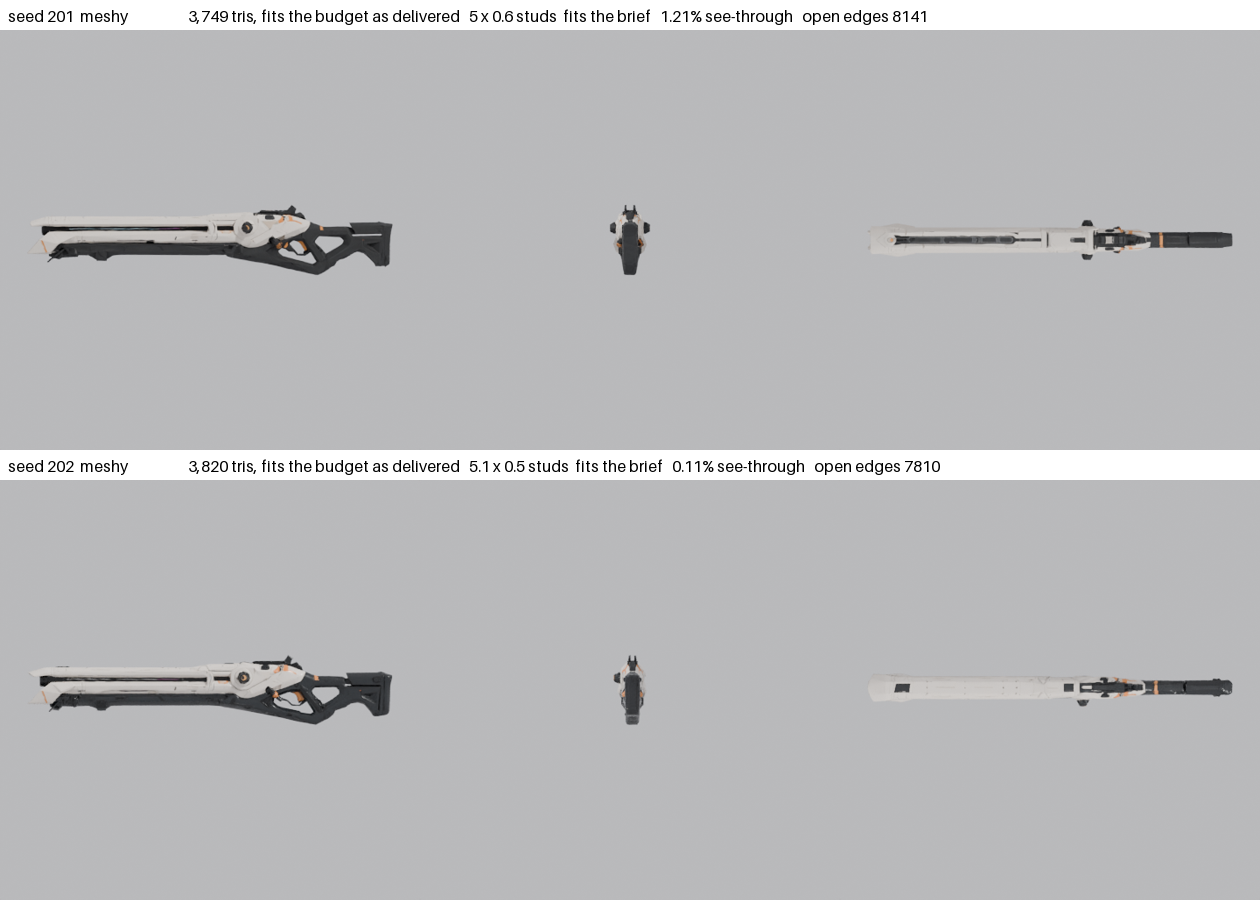 seed 201 meshy 3,749 tris, fits the budget as delivered 5 x 0.6 studs fits the brief 1.21% see-through open edges 8141
seed 202 meshy 3,820 tris, fits the budget as delivered 5.1 x 0.5 studs fits the brief 0.11% see-through open edges 7810